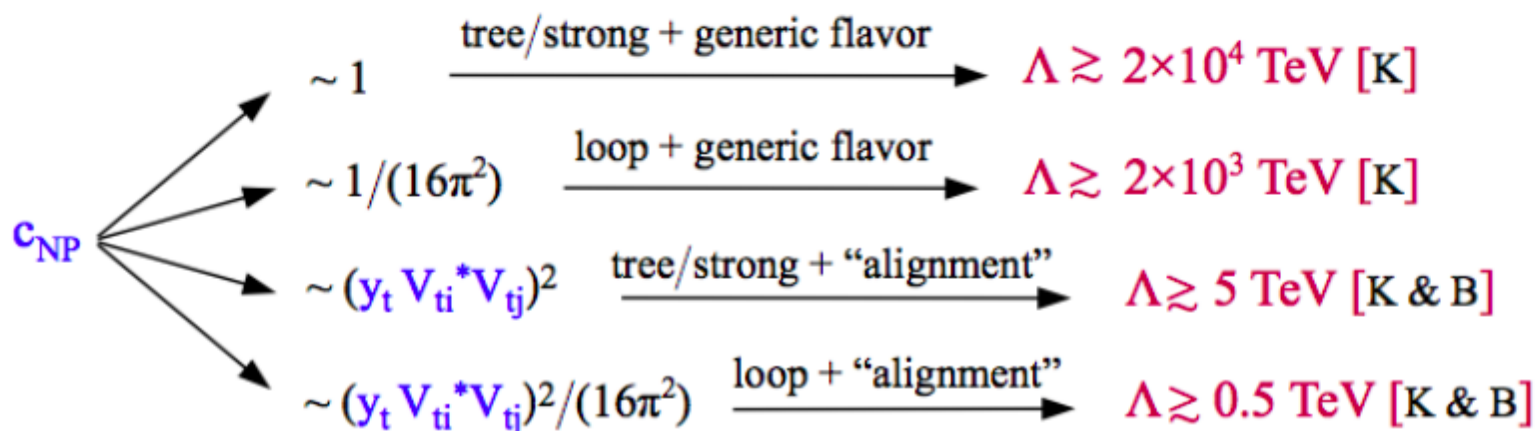 tree/strong + generic flavor
~ 1 Λ ≳ 2×10⁴ TeV [K]
loop + generic flavor
~ 1/(16π²) Λ ≳ 2×10³ TeV [K]
c_NP
tree/strong + “alignment”
~ (y_t V_ti* V_tj)² Λ ≳ 5 TeV [K & B]
loop + “alignment”
~ (y_t V_ti* V_tj)²/(16π²) Λ ≳ 0.5 TeV [K & B]